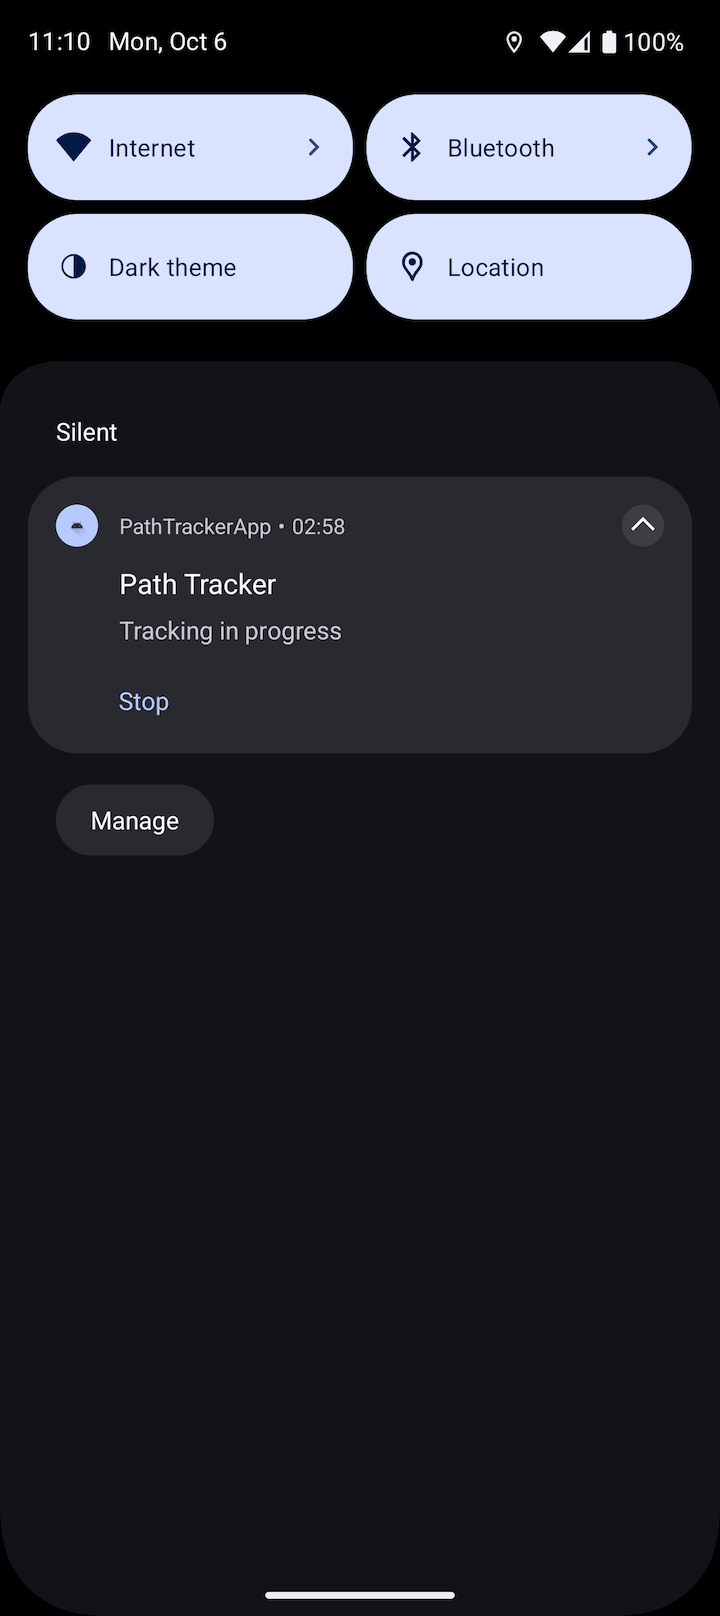 11:10 Mon, Oct 6 100%
Internet Bluetooth
Dark theme Location
Silent
PathTrackerApp • 02:58
Path Tracker
Tracking in progress
Stop
Manage